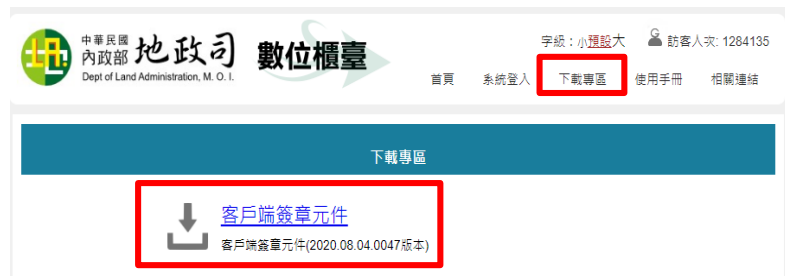 中華民國
內政部 地政司 數位櫃臺
Dept of Land Administration, M. O. I.
字級：小預設大 訪客人次: 1284135
首頁 系統登入 下載專區 使用手冊 相關連結
下載專區
客戶端簽章元件
客戶端簽章元件(2020.08.04.0047版本)